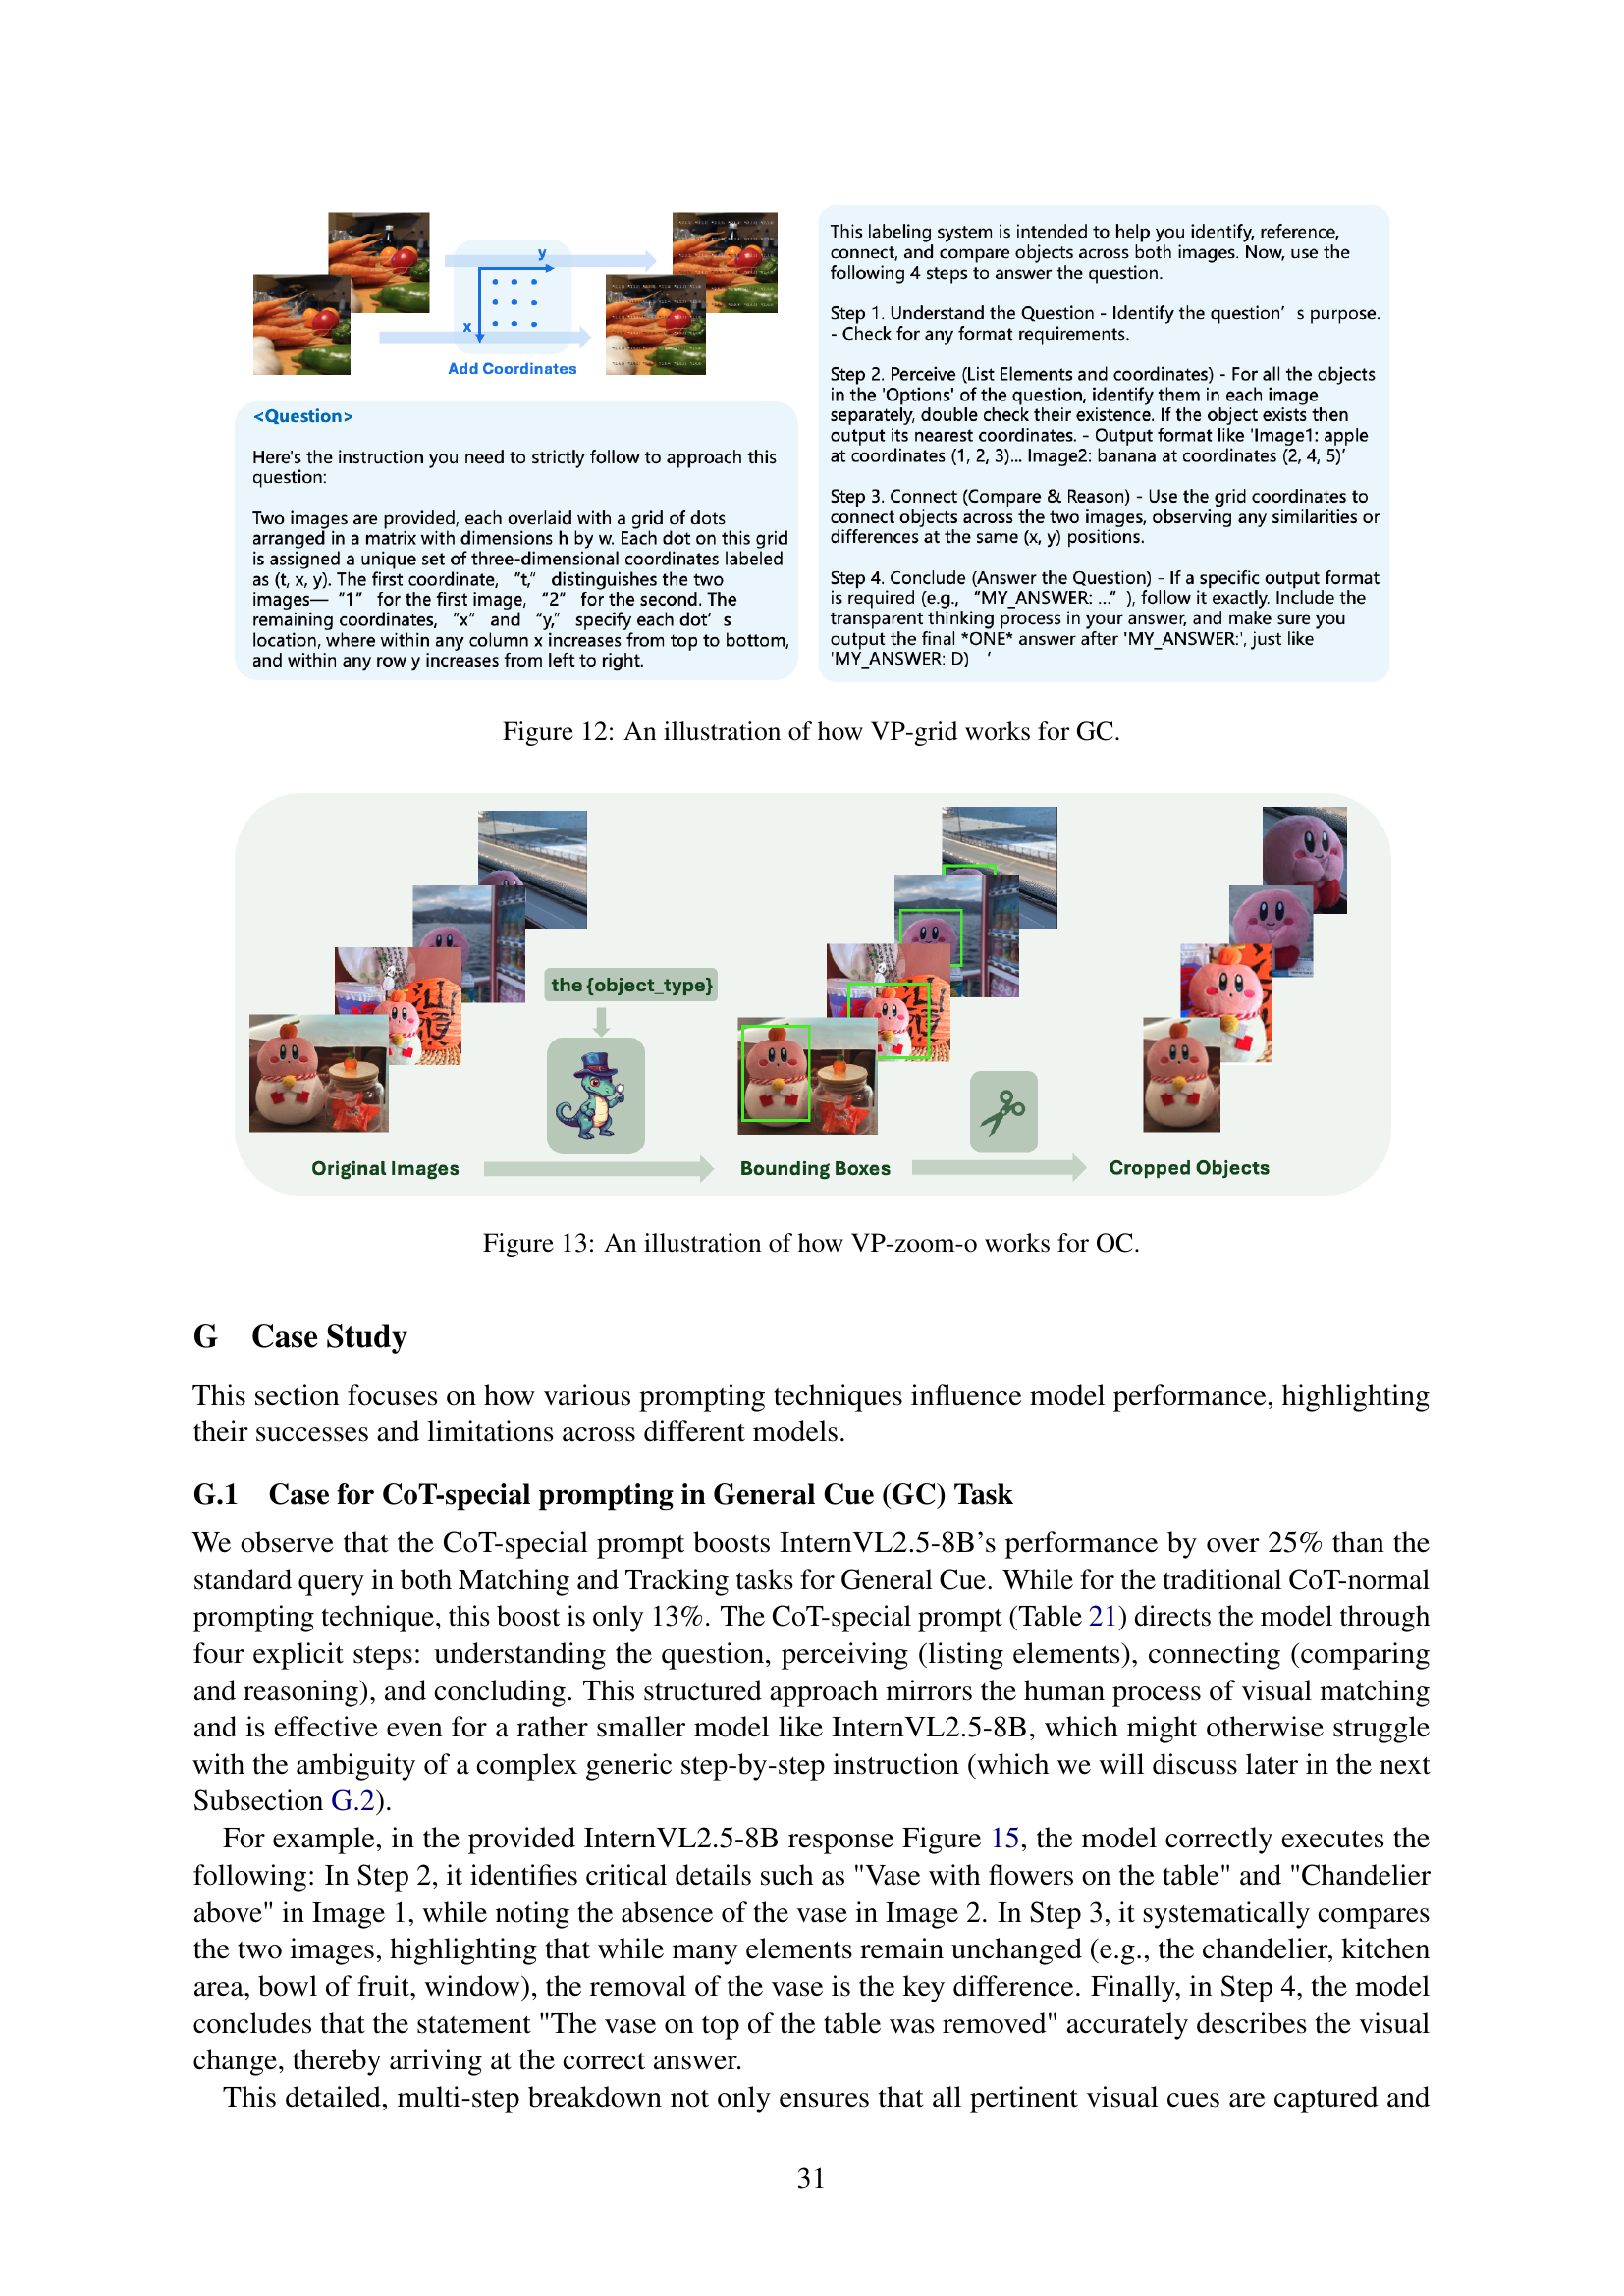 y
x
Add Coordinates
<Question>
Here's the instruction you need to strictly follow to approach this
question:
Two images are provided, each overlaid with a grid of dots
arranged in a matrix with dimensions h by w. Each dot on this grid
is assigned a unique set of three-dimensional coordinates labeled
as (t, x, y). The first coordinate, “t,” distinguishes the two
images— “1” for the first image, “2” for the second. The
remaining coordinates, “x” and “y,” specify each dot’s
location, where within any column x increases from top to bottom,
and within any row y increases from left to right.
This labeling system is intended to help you identify, reference,
connect, and compare objects across both images. Now, use the
following 4 steps to answer the question.
Step 1. Understand the Question - Identify the question’s purpose.
- Check for any format requirements.
Step 2. Perceive (List Elements and coordinates) - For all the objects
in the 'Options' of the question, identify them in each image
separately, double check their existence. If the object exists then
output its nearest coordinates. - Output format like 'Image1: apple
at coordinates (1, 2, 3)... Image2: banana at coordinates (2, 4, 5)’
Step 3. Connect (Compare & Reason) - Use the grid coordinates to
connect objects across the two images, observing any similarities or
differences at the same (x, y) positions.
Step 4. Conclude (Answer the Question) - If a specific output format
is required (e.g., “MY_ANSWER: ...”), follow it exactly. Include the
transparent thinking process in your answer, and make sure you
output the final *ONE* answer after 'MY_ANSWER:', just like
'MY_ANSWER: D) ’
Figure 12: An illustration of how VP-grid works for GC.
the {object_type}
Original Images
Bounding Boxes
Cropped Objects
Figure 13: An illustration of how VP-zoom-o works for OC.
G Case Study
This section focuses on how various prompting techniques influence model performance, highlighting
their successes and limitations across different models.
G.1 Case for CoT-special prompting in General Cue (GC) Task
We observe that the CoT-special prompt boosts InternVL2.5-8B’s performance by over 25% than the
standard query in both Matching and Tracking tasks for General Cue. While for the traditional CoT-normal
prompting technique, this boost is only 13%. The CoT-special prompt (Table 21) directs the model through
four explicit steps: understanding the question, perceiving (listing elements), connecting (comparing
and reasoning), and concluding. This structured approach mirrors the human process of visual matching
and is effective even for a rather smaller model like InternVL2.5-8B, which might otherwise struggle
with the ambiguity of a complex generic step-by-step instruction (which we will discuss later in the next
Subsection G.2).
For example, in the provided InternVL2.5-8B response Figure 15, the model correctly executes the
following: In Step 2, it identifies critical details such as "Vase with flowers on the table" and "Chandelier
above" in Image 1, while noting the absence of the vase in Image 2. In Step 3, it systematically compares
the two images, highlighting that while many elements remain unchanged (e.g., the chandelier, kitchen
area, bowl of fruit, window), the removal of the vase is the key difference. Finally, in Step 4, the model
concludes that the statement "The vase on top of the table was removed" accurately describes the visual
change, thereby arriving at the correct answer.
This detailed, multi-step breakdown not only ensures that all pertinent visual cues are captured and
31